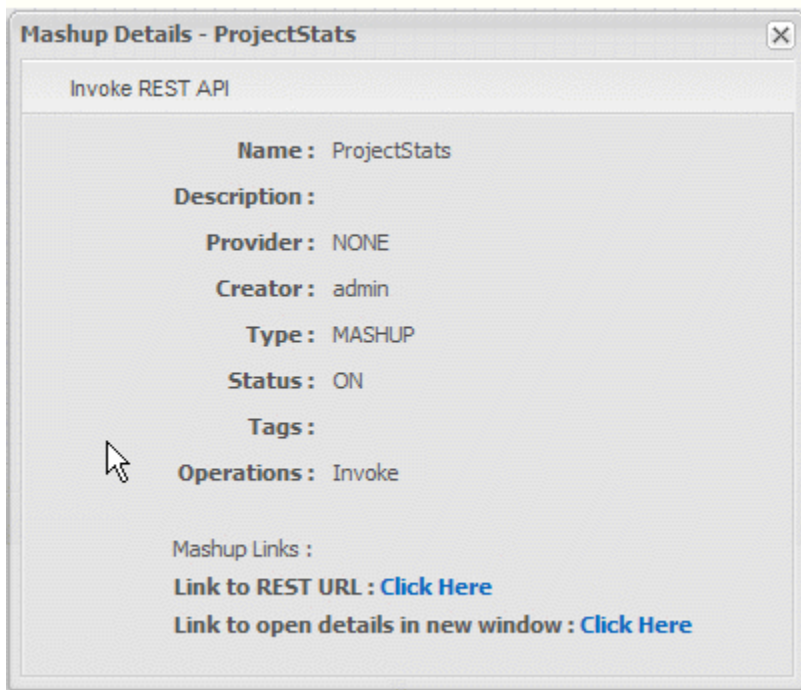 Mashup Details - ProjectStats
Invoke REST API
Name : ProjectStats
Description :
Provider : NONE
Creator : admin
Type : MASHUP
Status : ON
Tags :
Operations : Invoke
Mashup Links :
Link to REST URL : Click Here
Link to open details in new window : Click Here